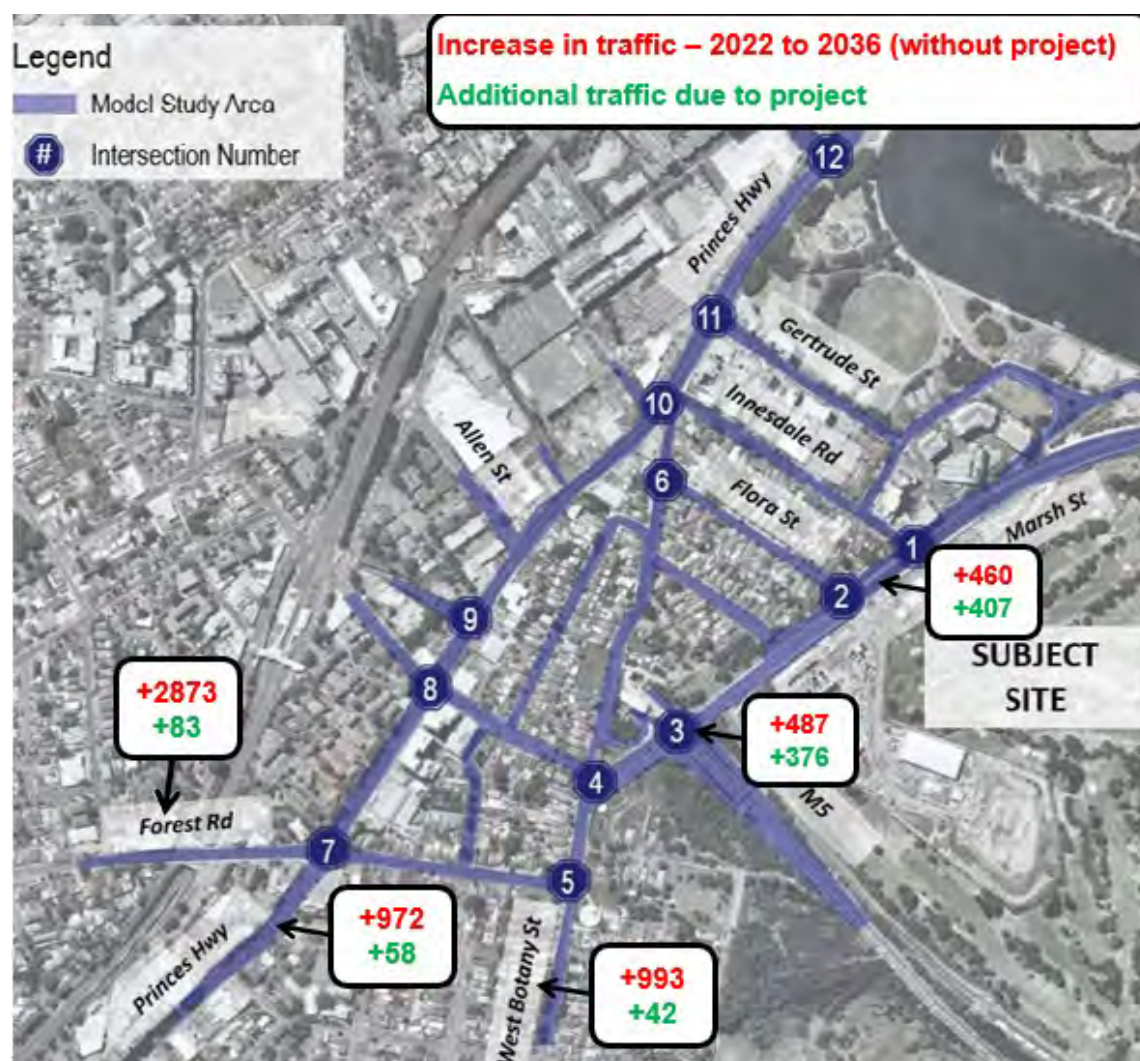 Increase in traffic – 2022 to 2036 (without project)
Additional traffic due to project
Legend
Model Study Area
# Intersection Number
12
Princes Hwy
11
Gertrude St
10
Innesdale Rd
Allen St
6
Flora St
1
Marsh St
2
+460
+407
9
SUBJECT
SITE
8
+2873
+83
3
+487
+376
4
M5
Forest Rd
7
5
+972
+58
Princes Hwy
West Botany St
+993
+42